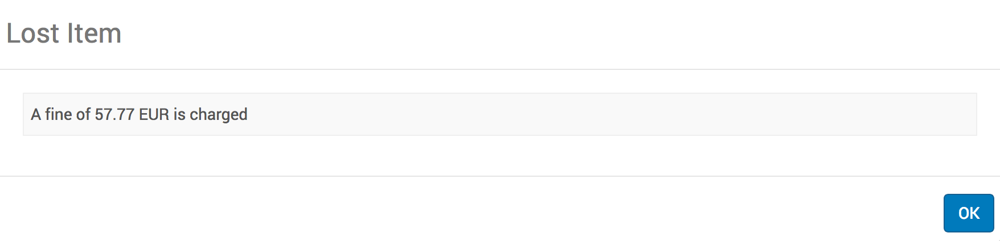 Lost Item
A fine of 57.77 EUR is charged
OK